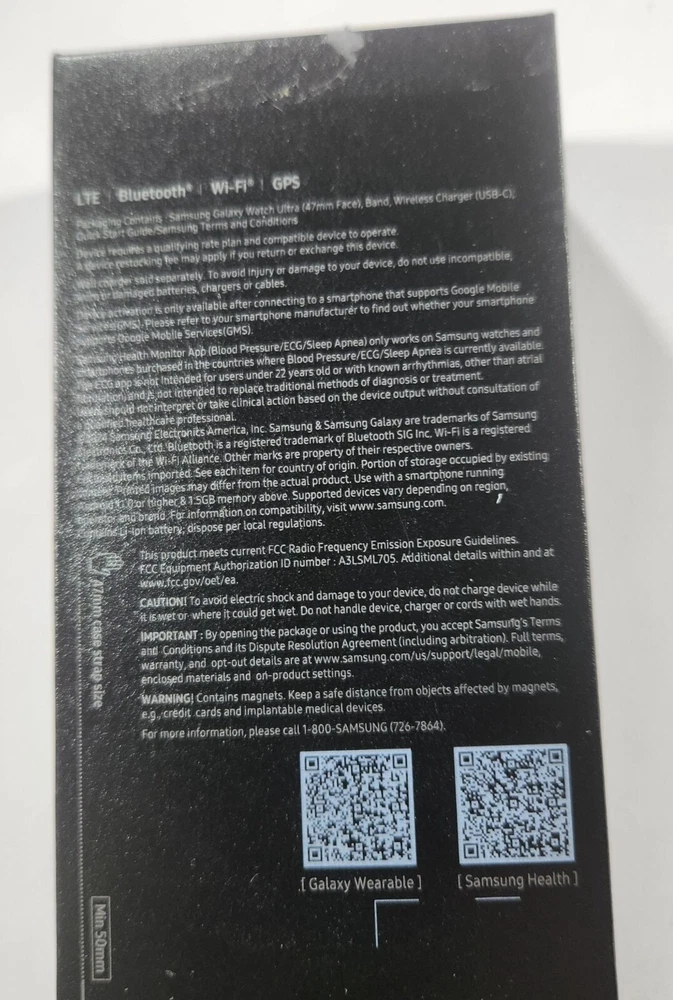 LTE | Bluetooth® | Wi-Fi® | GPS
Packaging Contains : Samsung Galaxy Watch Ultra (47mm Face), Band, Wireless Charger (USB-C),
Quick Start Guide/Samsung Terms and Conditions
Device requires a qualifying rate plan and compatible device to operate.
A device restocking fee may apply if you return or exchange this device.
Wall charger sold separately. To avoid injury or damage to your device, do not use incompatible,
or damaged batteries, chargers or cables.
Device activation is only available after connecting to a smartphone that supports Google Mobile
Services(GMS). Please refer to your smartphone manufacturer to find out whether your smartphone
supports Google Mobile Services(GMS).
Samsung Health Monitor App (Blood Pressure/ECG/Sleep Apnea) only works on Samsung watches and
smartphones purchased in the countries where Blood Pressure/ECG/Sleep Apnea is currently available.
The ECG app is not intended for users under 22 years old or with known arrhythmias, other than atrial
fibrillation) and is not intended to replace traditional methods of diagnosis or treatment.
Users should not interpret or take clinical action based on the device output without consultation of
a qualified healthcare professional.
©2024 Samsung Electronics America, Inc. Samsung & Samsung Galaxy are trademarks of Samsung
Electronics Co., Ltd. Bluetooth is a registered trademark of Bluetooth SIG Inc. Wi-Fi is a registered
trademark of the Wi-Fi Alliance. Other marks are property of their respective owners.
items imported. See each item for country of origin. Portion of storage occupied by existing
Printed images may differ from the actual product. Use with a smartphone running
Android 11.0 or higher & 1.5GB memory above. Supported devices vary depending on region,
operator and brand. For information on compatibility, visit www.samsung.com.
Contains Li-ion battery; dispose per local regulations.
This product meets current FCC Radio Frequency Emission Exposure Guidelines.
FCC Equipment Authorization ID number : A3LSML705. Additional details within and at
www.fcc.gov/oet/ea.
CAUTION! To avoid electric shock and damage to your device, do not charge device while
it is wet or where it could get wet. Do not handle device, charger or cords with wet hands.
IMPORTANT : By opening the package or using the product, you accept Samsung's Terms
and Conditions and its Dispute Resolution Agreement (including arbitration). Full terms,
warranty, and opt-out details are at www.samsung.com/us/support/legal/mobile,
enclosed materials and on-product settings.
WARNING! Contains magnets. Keep a safe distance from objects affected by magnets,
e.g., credit cards and implantable medical devices.
For more information, please call 1-800-SAMSUNG (726-7864).
[ Galaxy Wearable ] [ Samsung Health ]
47mm case strap size
Min 50mm